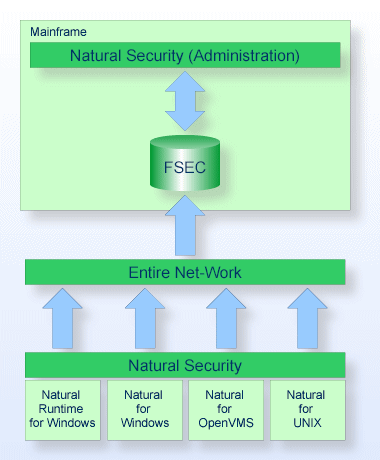 Mainframe
Natural Security (Administration)
FSEC
Entire Net-Work
Natural Security
Natural
Runtime
for Windows
Natural
for
Windows
Natural
for
OpenVMS
Natural
for
UNIX